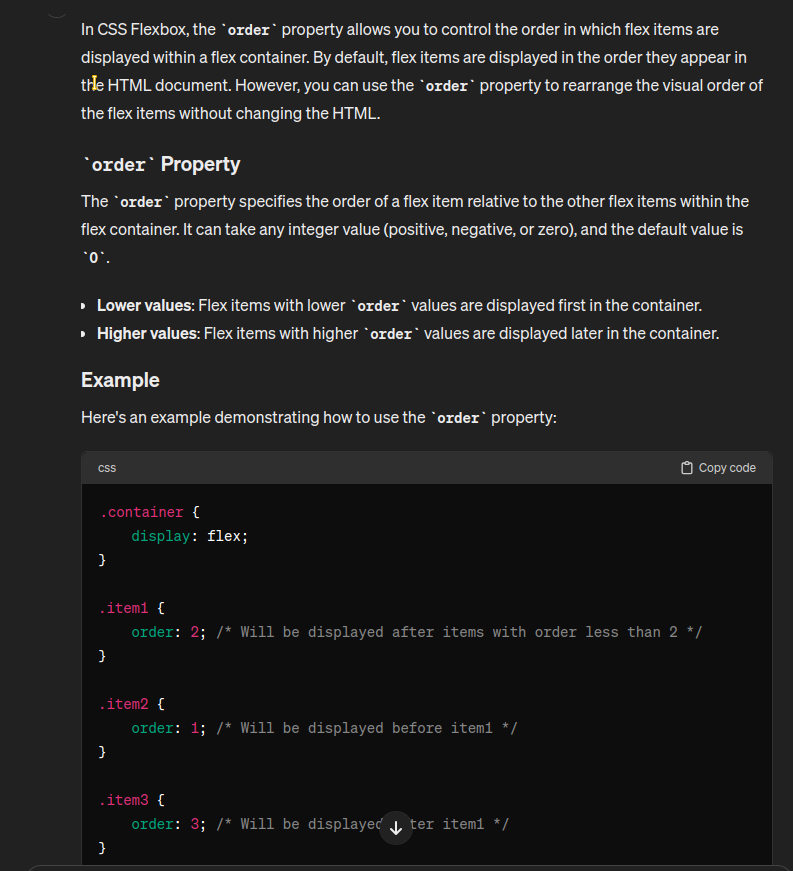 In CSS Flexbox, the `order` property allows you to control the order in which flex items are
displayed within a flex container. By default, flex items are displayed in the order they appear in
the HTML document. However, you can use the `order` property to rearrange the visual order of
the flex items without changing the HTML.
`order` Property
The `order` property specifies the order of a flex item relative to the other flex items within the
flex container. It can take any integer value (positive, negative, or zero), and the default value is
`0`.
• Lower values: Flex items with lower `order` values are displayed first in the container.
• Higher values: Flex items with higher `order` values are displayed later in the container.
Example
Here's an example demonstrating how to use the `order` property:
css Copy code
.container {
    display: flex;
}
.item1 {
    order: 2; /* Will be displayed after items with order less than 2 */
}
.item2 {
    order: 1; /* Will be displayed before item1 */
}
.item3 {
    order: 3; /* Will be displayed item1 */
}